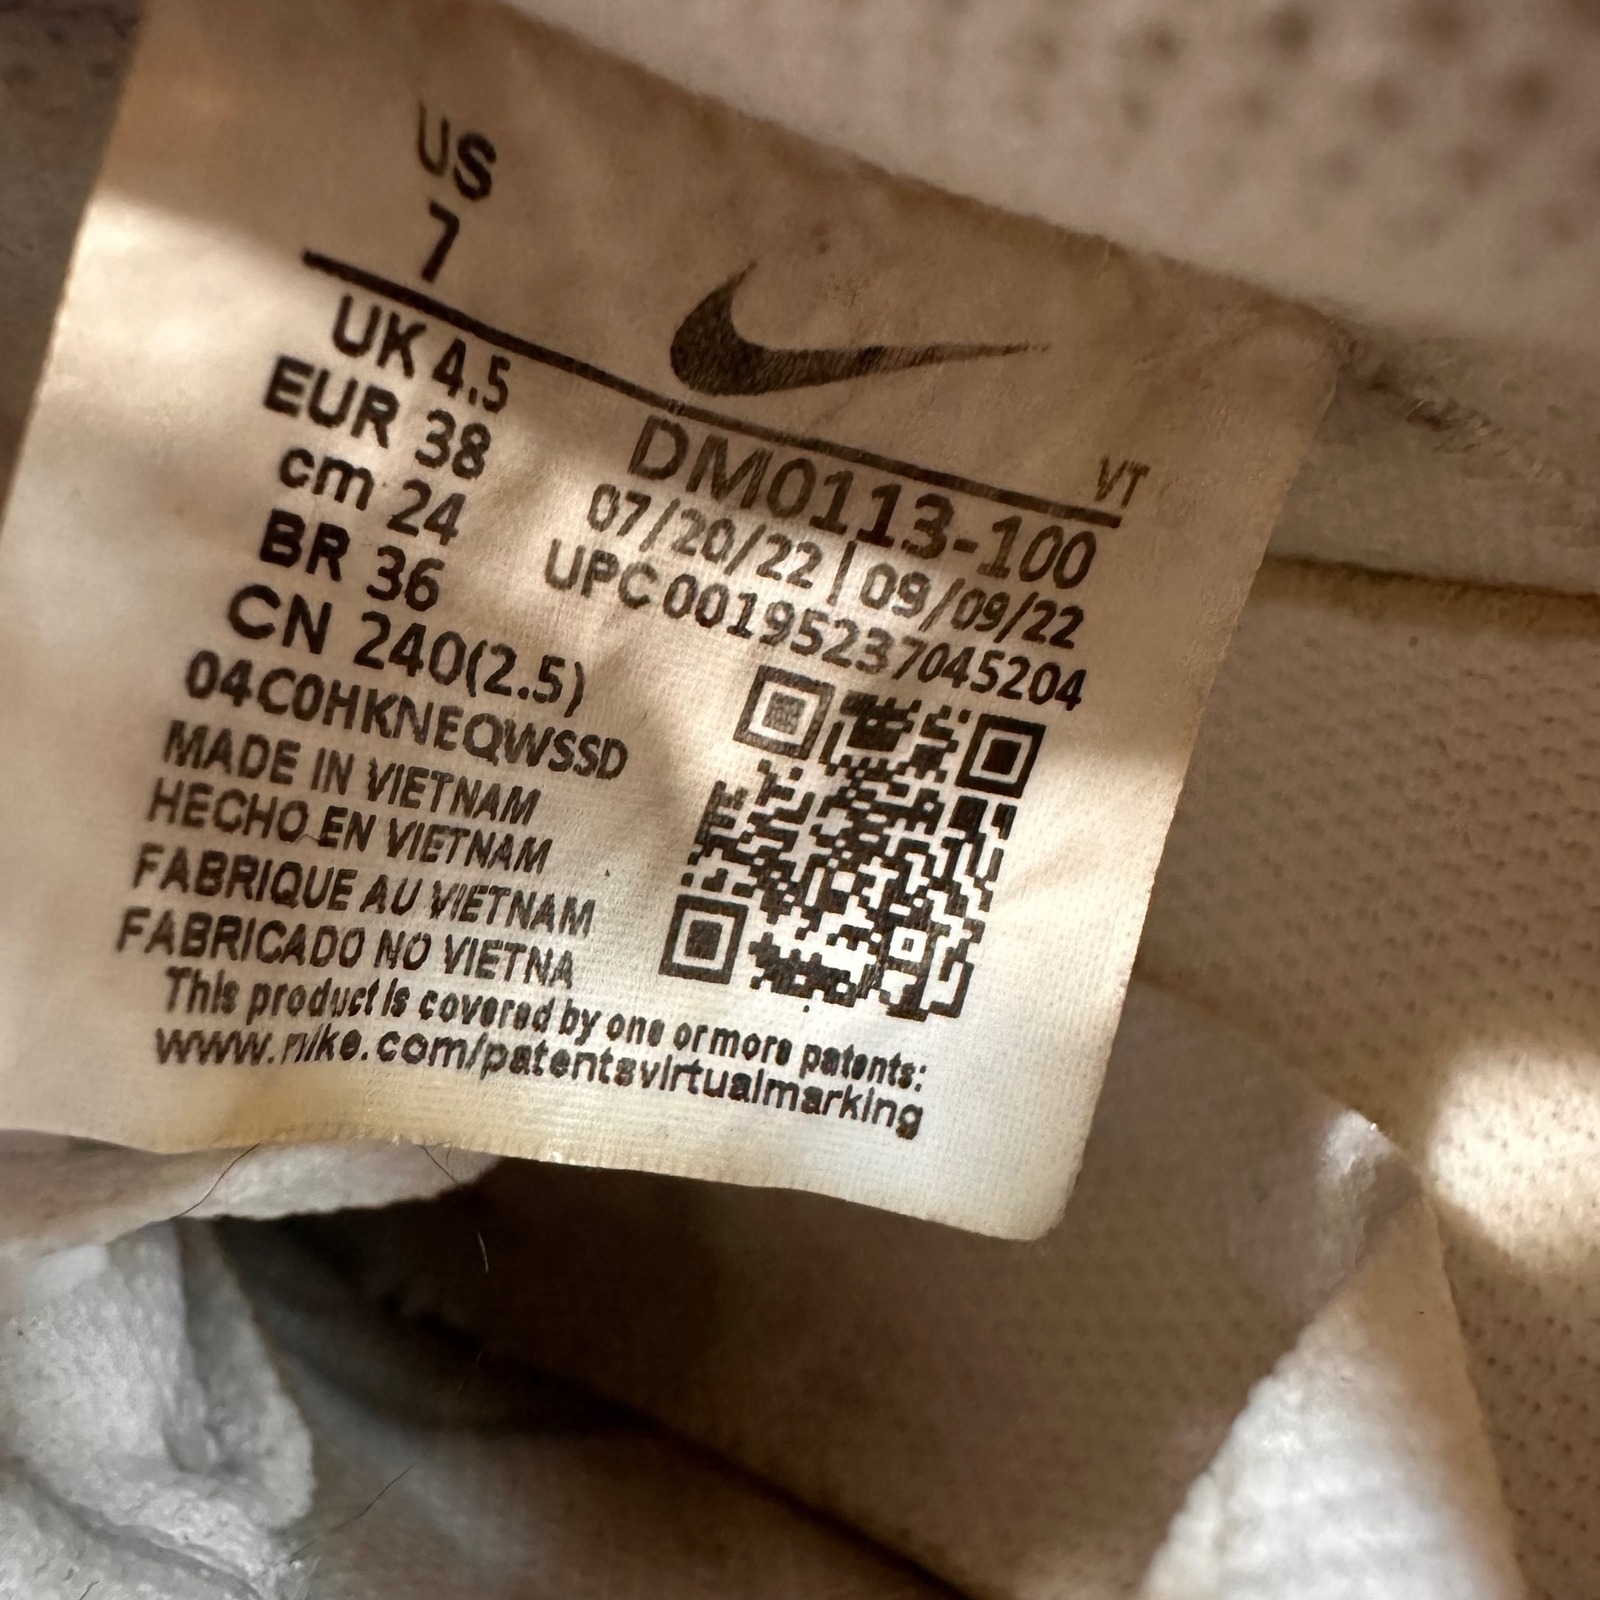 US
7
UK 4.5
EUR 38
cm 24
BR 36
CN 240(2.5)
04C0HKNEQWSSD
MADE IN VIETNAM
HECHO EN VIETNAM
FABRIQUE AU VIETNAM
FABRICADO NO VIETNA
VT
DM0113-100
07/20/22 | 09/09/22
UPC 00195237045204
This product is covered by one or more patents:
www.nike.com/patentsvirtualmarking